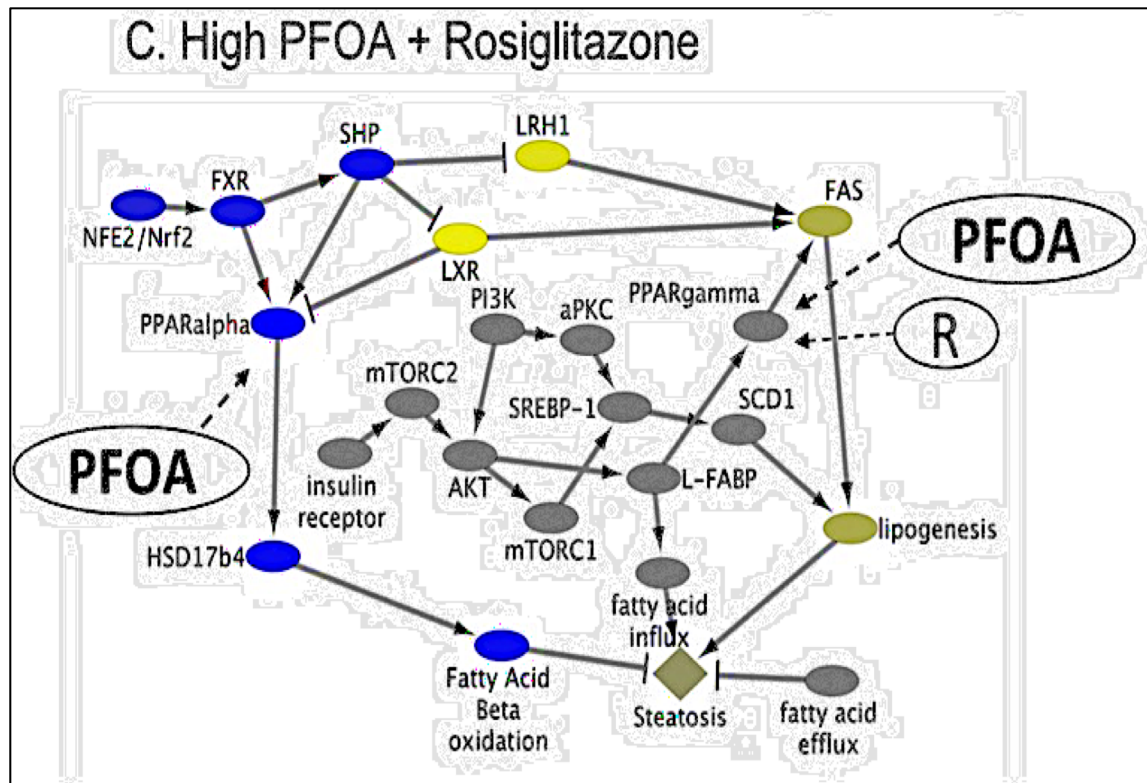 C. High PFOA + Rosiglitazone
SHP
LRH1
FXR
FAS
NFE2/Nrf2
LXR
PFOA
PI3K
aPKC
PPARgamma
PPARalpha
R
mTORC2
SREBP-1
SCD1
PFOA
insulin
receptor
AKT
L-FABP
mTORC1
lipogenesis
HSD17b4
fatty acid
influx
Fatty Acid
Beta
oxidation
Steatosis
fatty acid
efflux